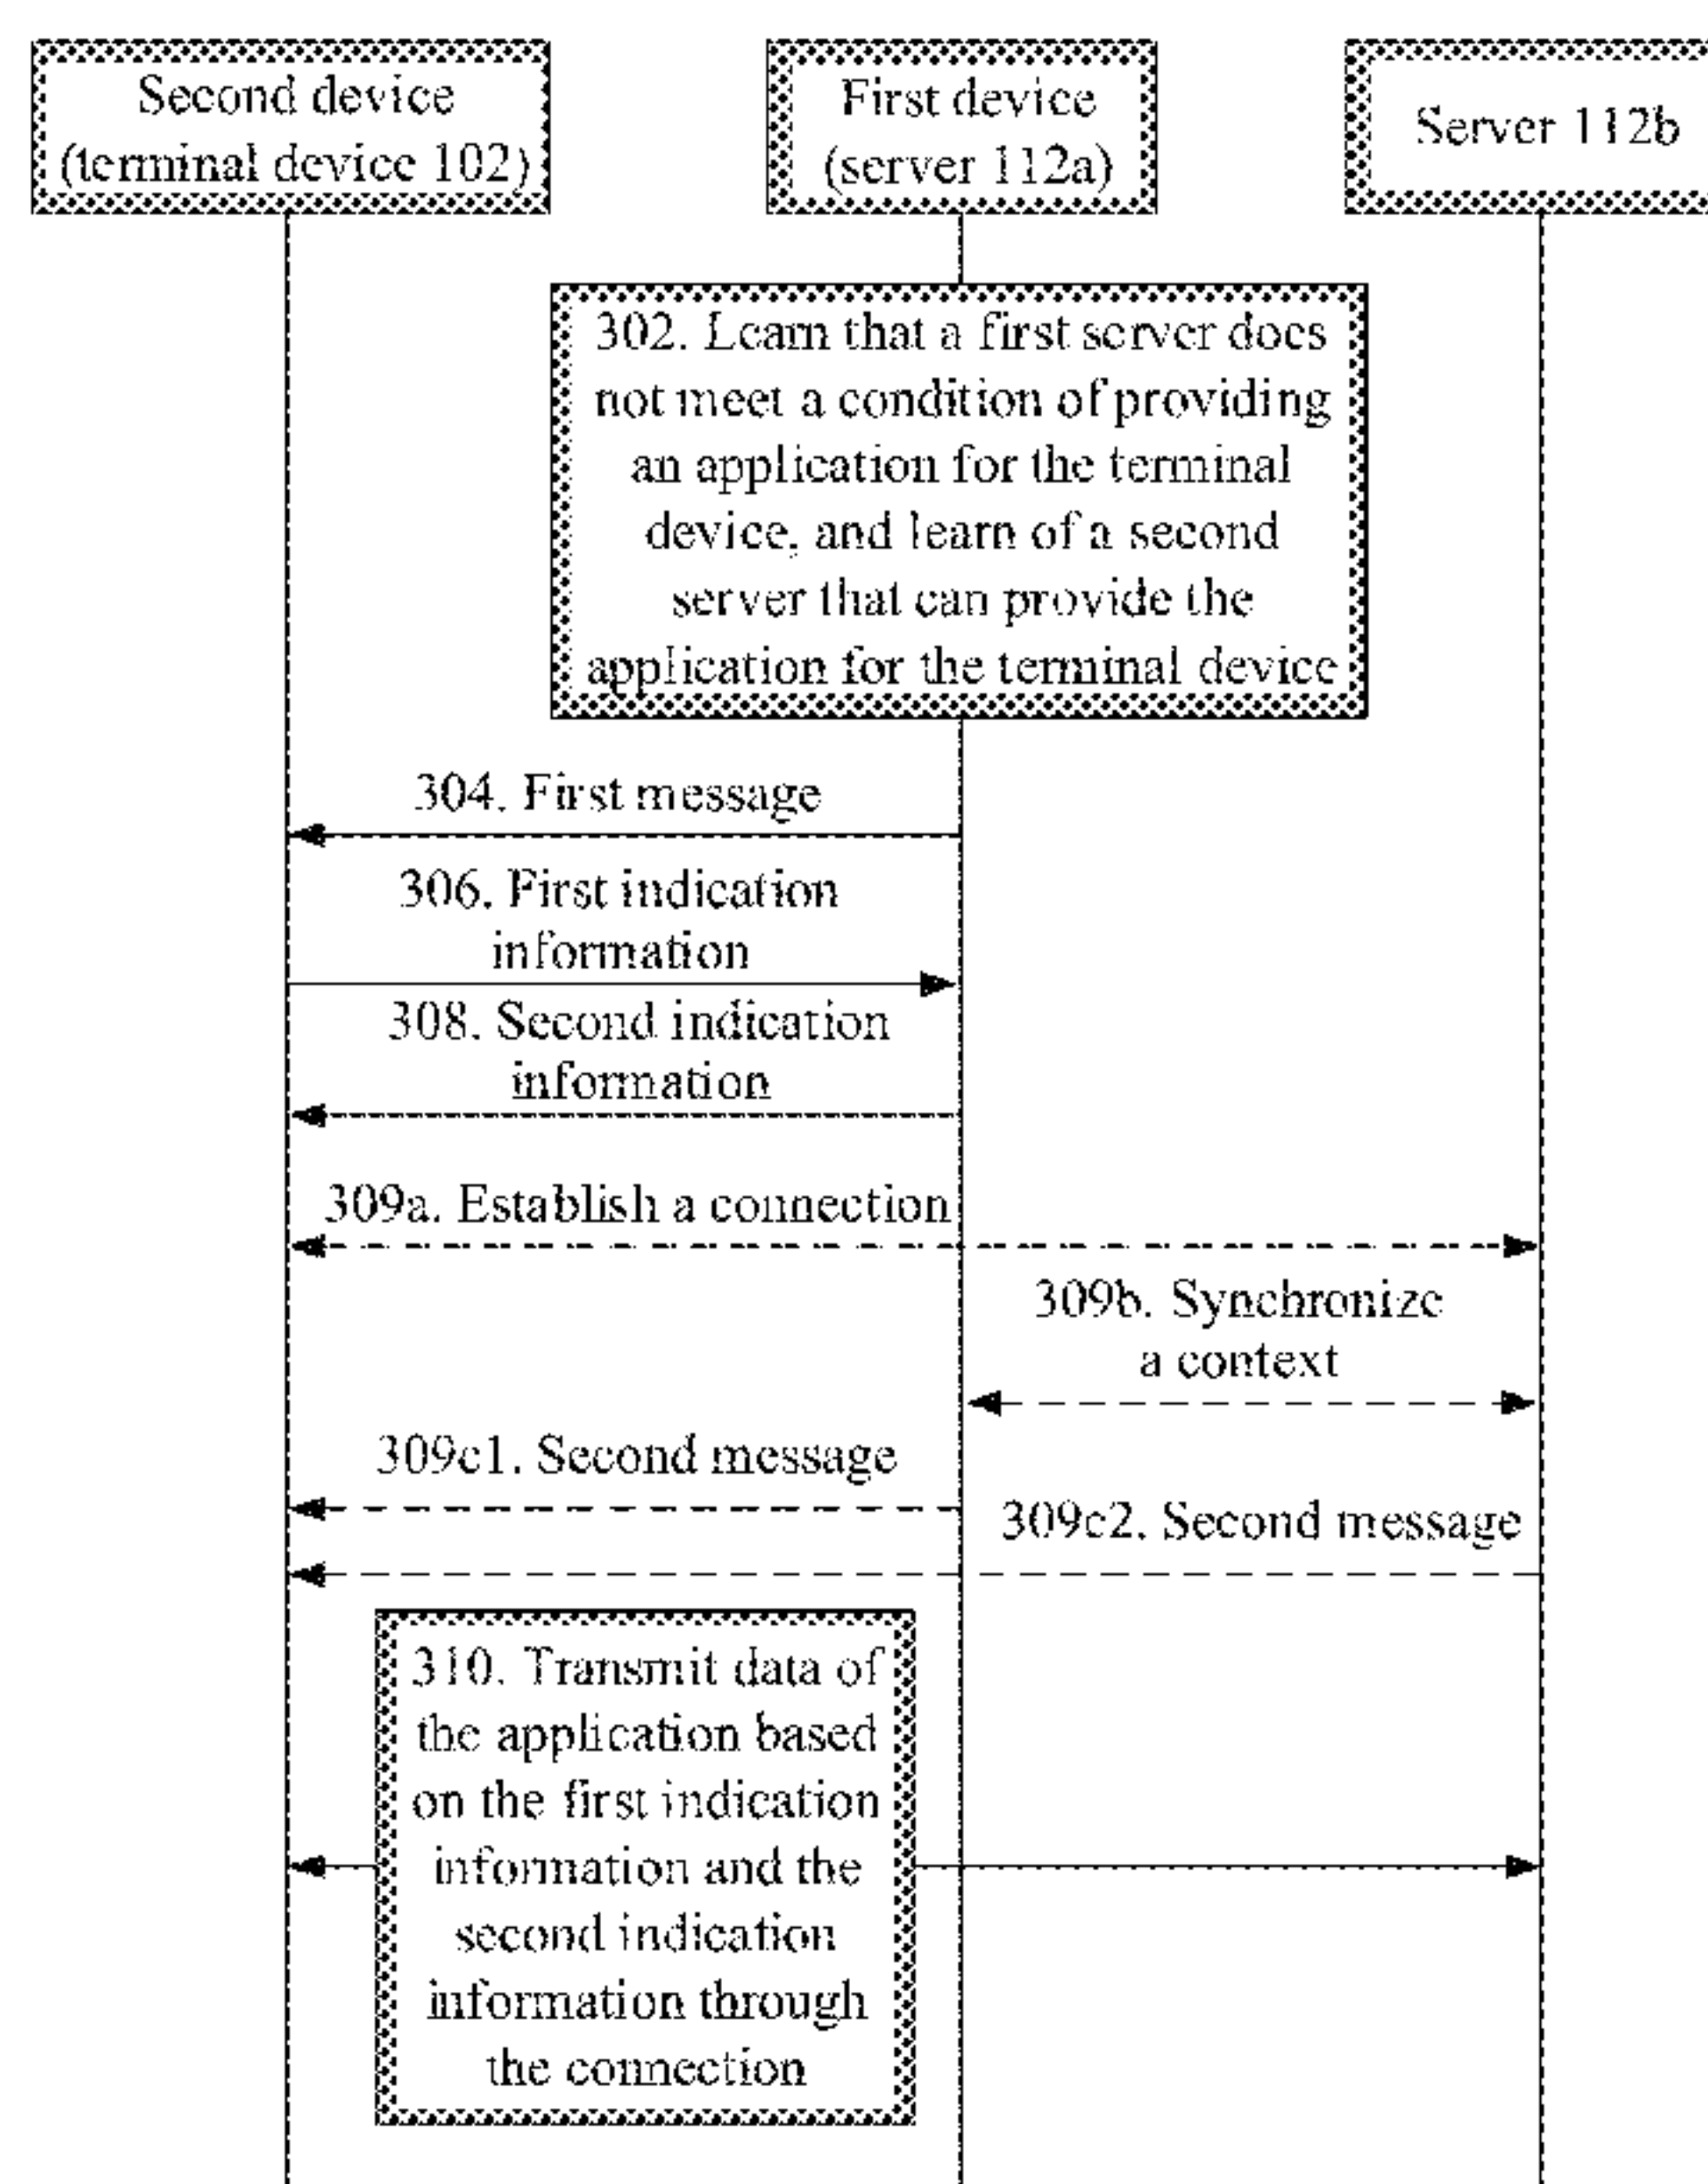 Second device
(terminal device 102)
First device
(server 112a)
Server 112b
302. Learn that a first server does
not meet a condition of providing
an application for the terminal
device, and learn of a second
server that can provide the
application for the terminal device
304. First message
306. First indication
information
308. Second indication
information
309a. Establish a connection
309b. Synchronize
a context
309c1. Second message
309c2. Second message
310. Transmit data of
the application based
on the first indication
information and the
second indication
information through
the connection